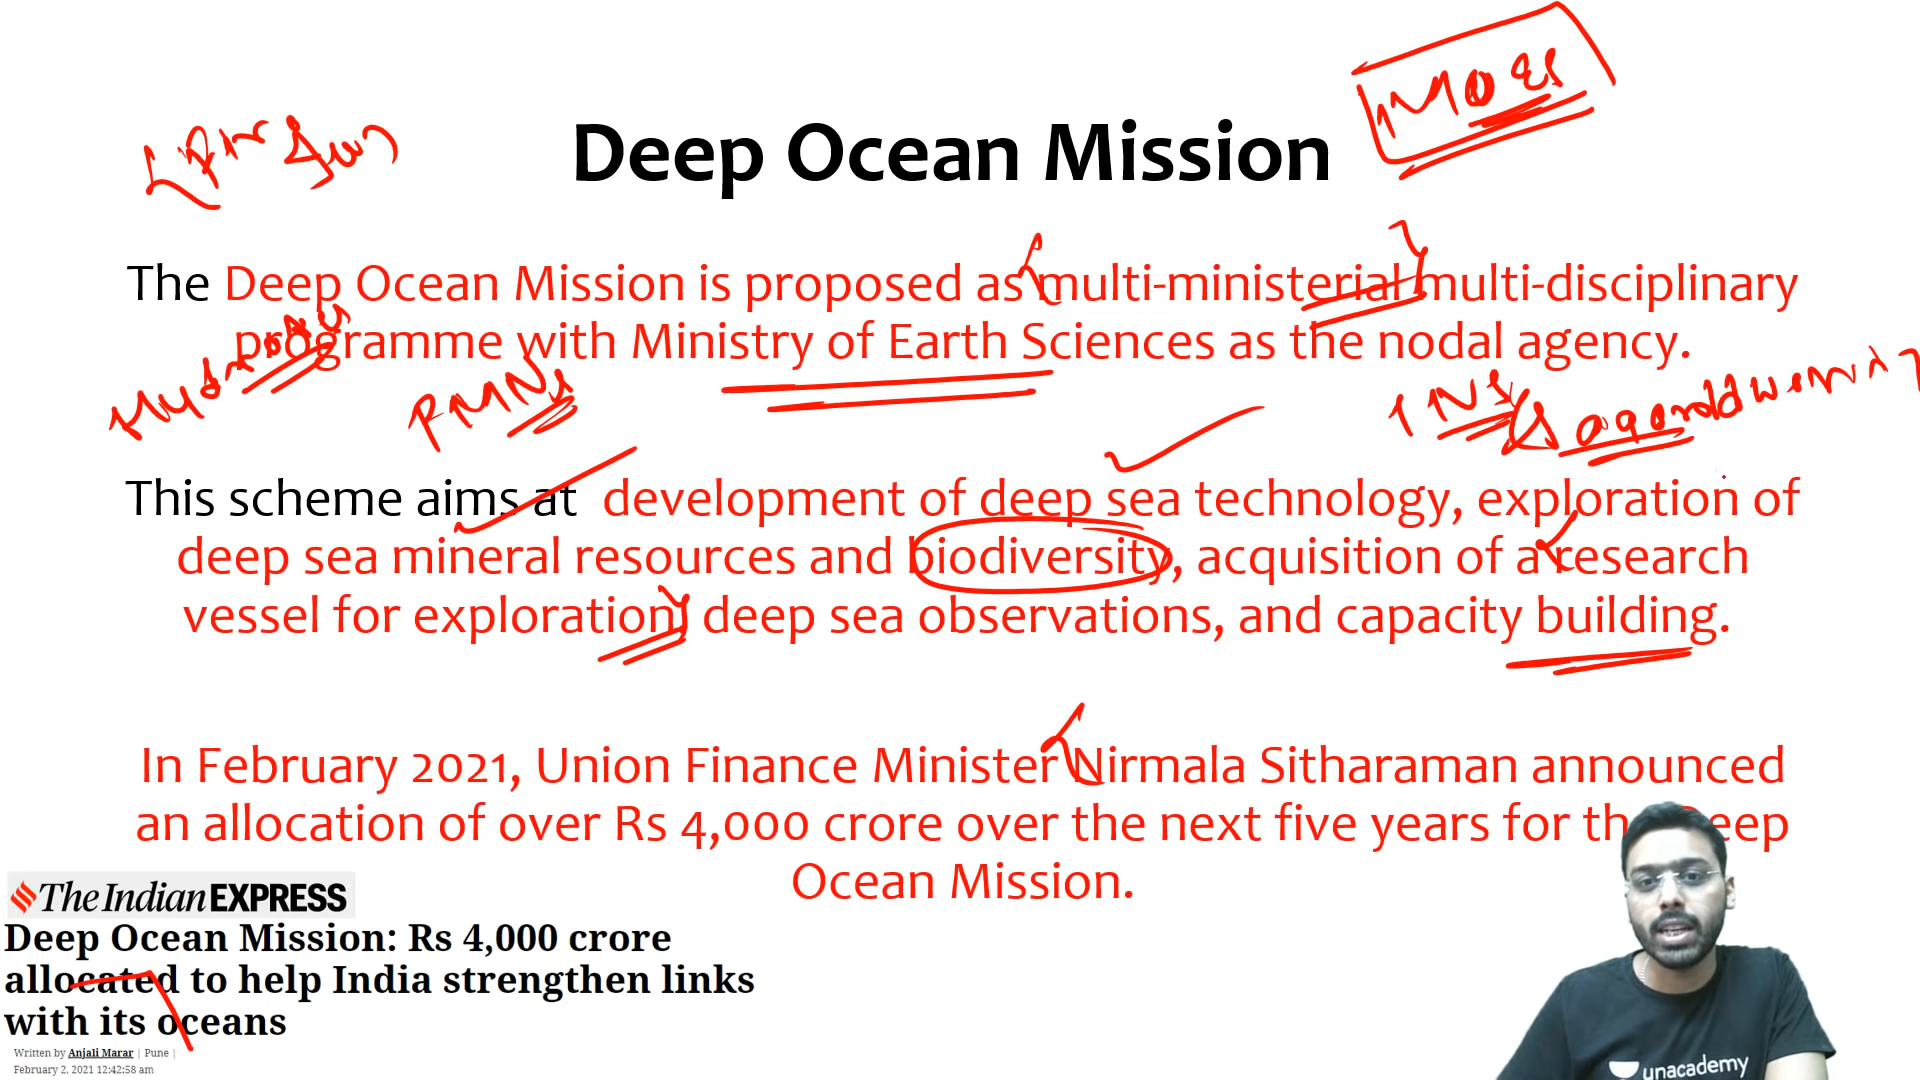 MoES
Deep Ocean Mission
The Deep Ocean Mission is proposed as multi-ministerial multi-disciplinary
programme with Ministry of Earth Sciences as the nodal agency.
PMNs
This scheme aims at development of deep sea technology, exploration of
deep sea mineral resources and biodiversity, acquisition of a research
vessel for exploration, deep sea observations, and capacity building.
In February 2021, Union Finance Minister Nirmala Sitharaman announced
an allocation of over Rs 4,000 crore over the next five years for the Deep
Ocean Mission.
The Indian EXPRESS
Deep Ocean Mission: Rs 4,000 crore
allocated to help India strengthen links
with its oceans
Written by Anjali Marar | Pune |
February 2, 2021 12:42:58 am
unacademy